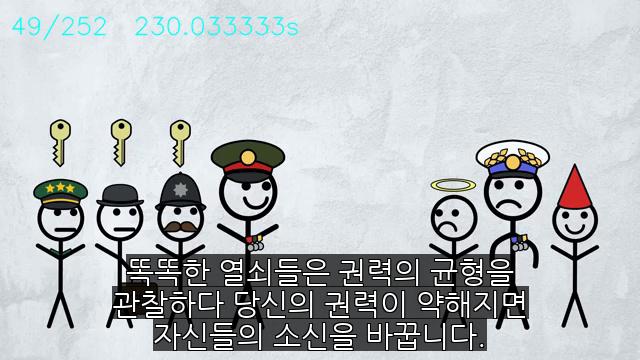 49/252 230.033333s
똑똑한 열쇠들은 권력의 균형을
관찰하다 당신의 권력이 약해지면
자신들의 소신을 바꿉니다.